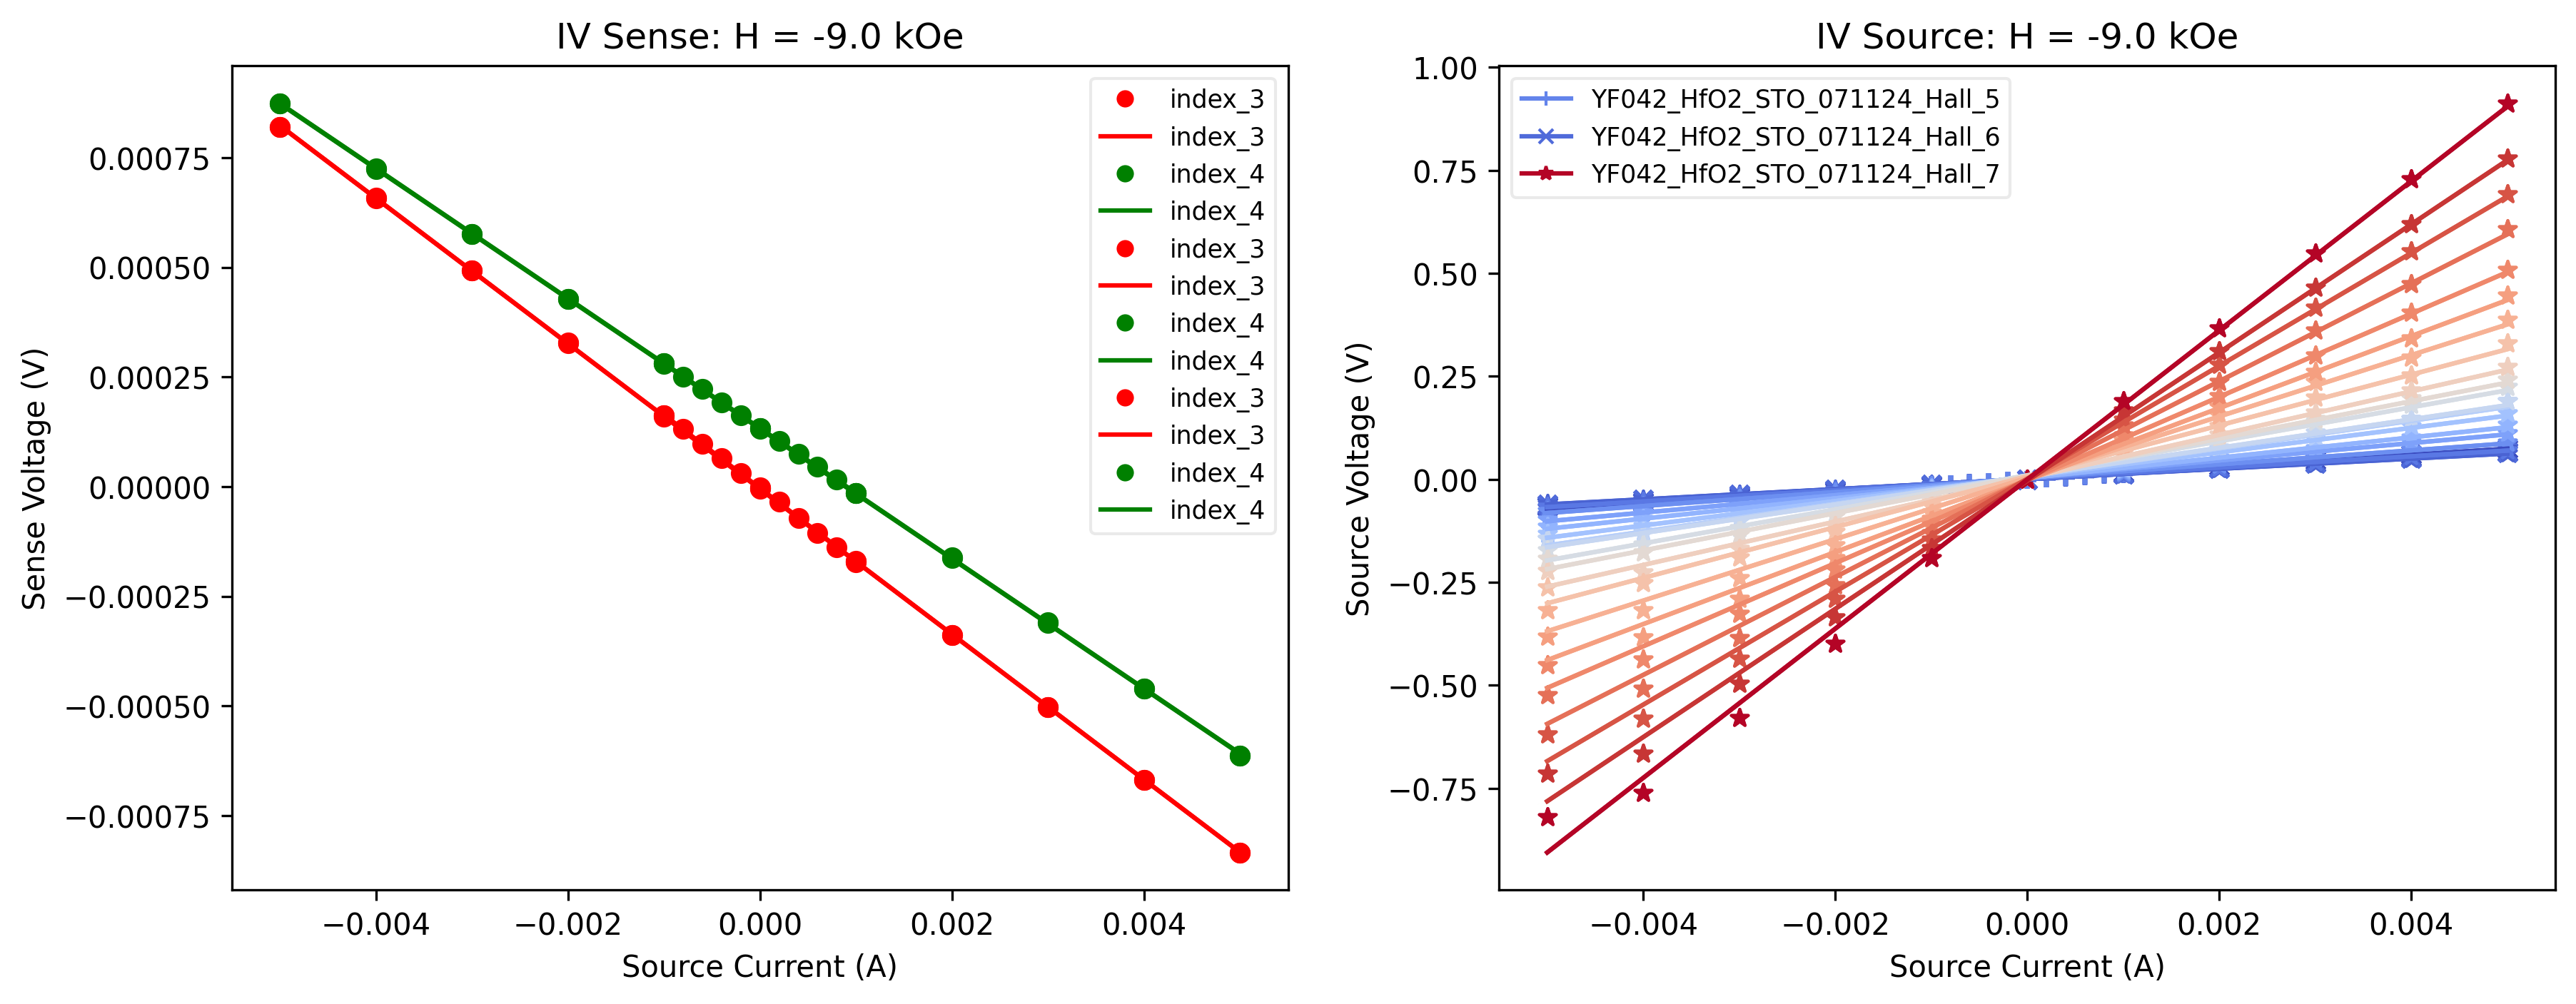 IV Sense: H = -9.0 kOe
Sense Voltage (V)
0.00075
0.00050
0.00025
0.00000
−0.00025
−0.00050
−0.00075
index_3
index_3
index_4
index_4
index_3
index_3
index_4
index_4
index_3
index_3
index_4
index_4
−0.004
−0.002
0.000
0.002
0.004
Source Current (A)
IV Source: H = -9.0 kOe
Source Voltage (V)
1.00
0.75
0.50
0.25
0.00
−0.25
−0.50
−0.75
YF042_HfO2_STO_071124_Hall_5
YF042_HfO2_STO_071124_Hall_6
YF042_HfO2_STO_071124_Hall_7
−0.004
−0.002
0.000
0.002
0.004
Source Current (A)